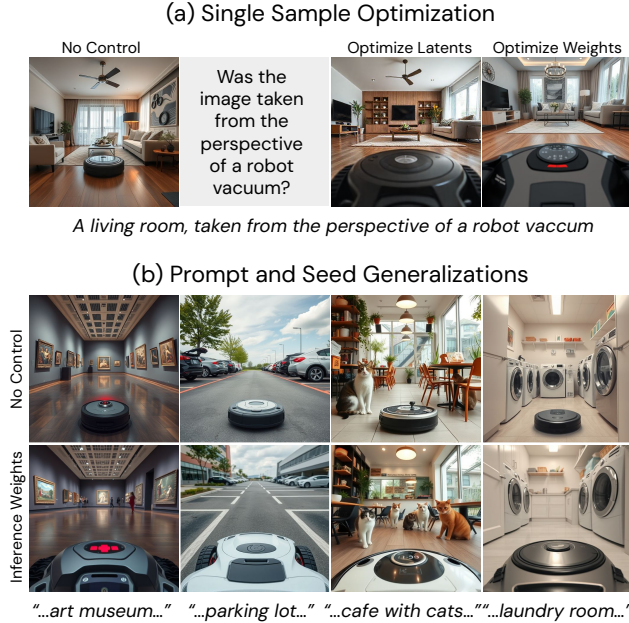 (a) Single Sample Optimization
No Control
Optimize Latents
Optimize Weights
Was the
image taken
from the
perspective
of a robot
vacuum?
A living room, taken from the perspective of a robot vaccum
(b) Prompt and Seed Generalizations
No Control
Inference Weights
“...art museum...”
“...parking lot...”
“...cafe with cats...”
“...laundry room...”